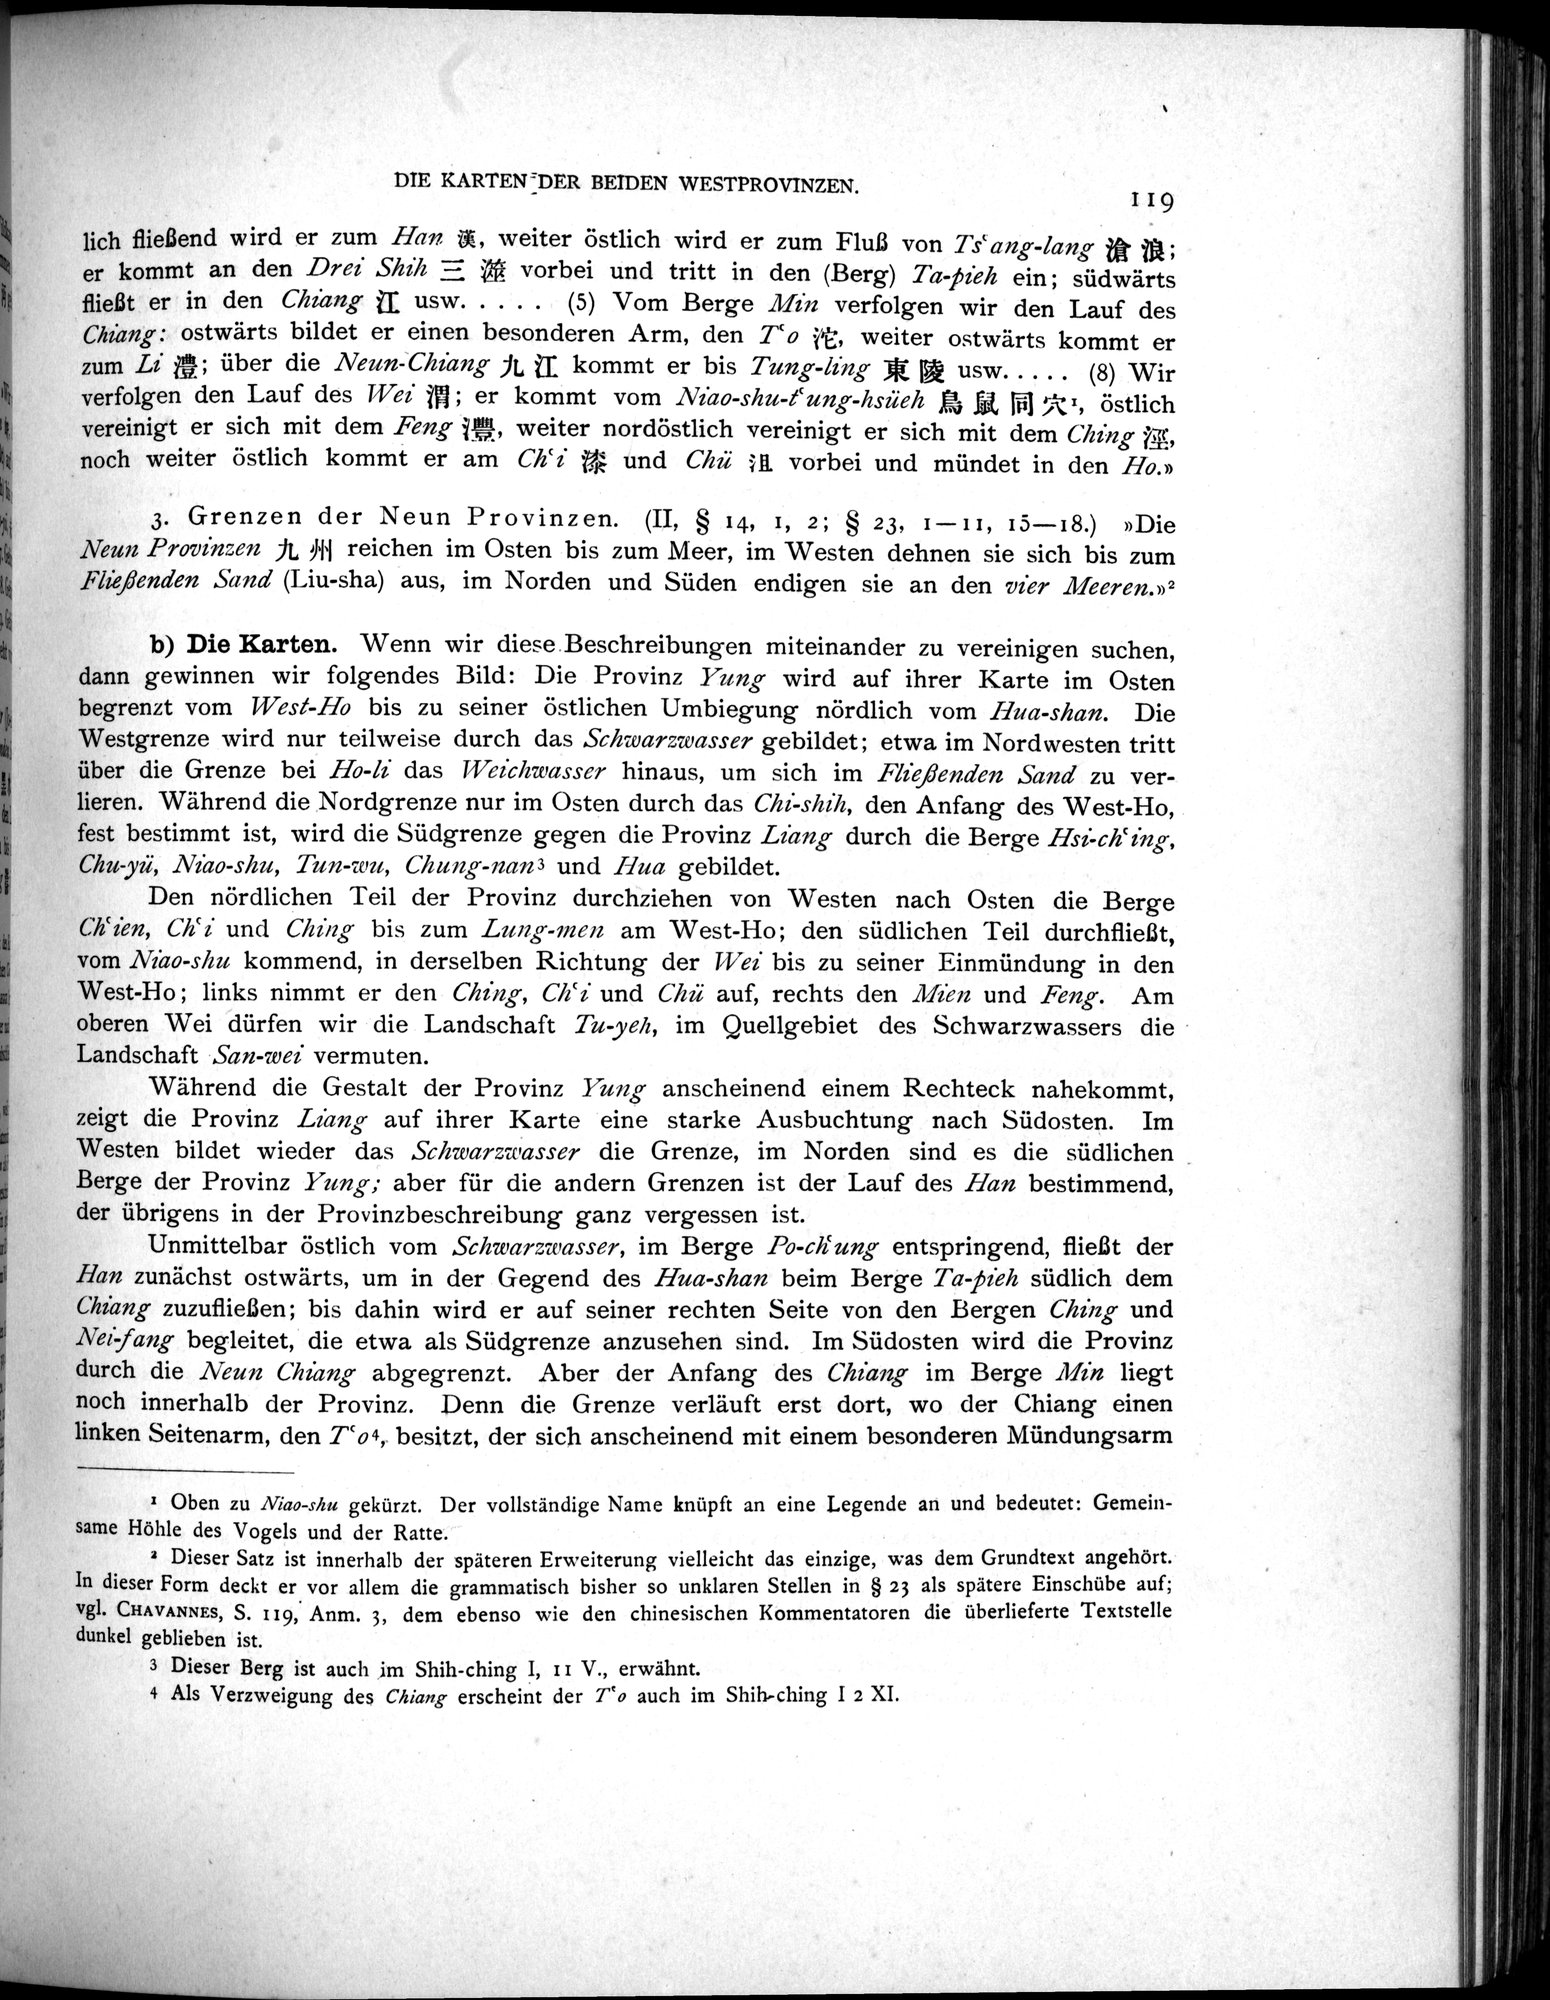 DIE KARTEN DER BEIDEN WESTPROVINZEN.
119
lich fließend wird er zum Han 漢, weiter östlich wird er zum Fluß von Tsʿang-lang 滄浪;
er kommt an den Drei Shih 三澨 vorbei und tritt in den (Berg) Ta-pieh ein; südwärts
fließt er in den Chiang 江 usw. . . . . (5) Vom Berge Min verfolgen wir den Lauf des
Chiang: ostwärts bildet er einen besonderen Arm, den Tʿo 沱, weiter ostwärts kommt er
zum Li 澧; über die Neun-Chiang 九江 kommt er bis Tung-ling 東陵 usw. . . . . (8) Wir
verfolgen den Lauf des Wei 渭; er kommt vom Niao-shu-tʿung-hsüeh 鳥鼠同穴¹, östlich
vereinigt er sich mit dem Feng 灃, weiter nordöstlich vereinigt er sich mit dem Ching 涇,
noch weiter östlich kommt er am Chʿi 漆 und Chü 沮 vorbei und mündet in den Ho.»
3. Grenzen der Neun Provinzen. (II, § 14, 1, 2; § 23, 1—11, 15—18.) »Die
Neun Provinzen 九州 reichen im Osten bis zum Meer, im Westen dehnen sie sich bis zum
Fließenden Sand (Liu-sha) aus, im Norden und Süden endigen sie an den vier Meeren.»²
b) Die Karten. Wenn wir diese Beschreibungen miteinander zu vereinigen suchen,
dann gewinnen wir folgendes Bild: Die Provinz Yung wird auf ihrer Karte im Osten
begrenzt vom West-Ho bis zu seiner östlichen Umbiegung nördlich vom Hua-shan. Die
Westgrenze wird nur teilweise durch das Schwarzwasser gebildet; etwa im Nordwesten tritt
über die Grenze bei Ho-li das Weichwasser hinaus, um sich im Fließenden Sand zu ver-
lieren. Während die Nordgrenze nur im Osten durch das Chi-shih, den Anfang des West-Ho,
fest bestimmt ist, wird die Südgrenze gegen die Provinz Liang durch die Berge Hsi-chʿing,
Chu-yü, Niao-shu, Tun-wu, Chung-nan³ und Hua gebildet.
Den nördlichen Teil der Provinz durchziehen von Westen nach Osten die Berge
Chʿien, Chʿi und Ching bis zum Lung-men am West-Ho; den südlichen Teil durchfließt,
vom Niao-shu kommend, in derselben Richtung der Wei bis zu seiner Einmündung in den
West-Ho; links nimmt er den Ching, Chʿi und Chü auf, rechts den Mien und Feng. Am
oberen Wei dürfen wir die Landschaft Tu-yeh, im Quellgebiet des Schwarzwassers die
Landschaft San-wei vermuten.
Während die Gestalt der Provinz Yung anscheinend einem Rechteck nahekommt,
zeigt die Provinz Liang auf ihrer Karte eine starke Ausbuchtung nach Südosten. Im
Westen bildet wieder das Schwarzwasser die Grenze, im Norden sind es die südlichen
Berge der Provinz Yung; aber für die andern Grenzen ist der Lauf des Han bestimmend,
der übrigens in der Provinzbeschreibung ganz vergessen ist.
Unmittelbar östlich vom Schwarzwasser, im Berge Po-chʿung entspringend, fließt der
Han zunächst ostwärts, um in der Gegend des Hua-shan beim Berge Ta-pieh südlich dem
Chiang zuzufließen; bis dahin wird er auf seiner rechten Seite von den Bergen Ching und
Nei-fang begleitet, die etwa als Südgrenze anzusehen sind. Im Südosten wird die Provinz
durch die Neun Chiang abgegrenzt. Aber der Anfang des Chiang im Berge Min liegt
noch innerhalb der Provinz. Denn die Grenze verläuft erst dort, wo der Chiang einen
linken Seitenarm, den Tʿo⁴, besitzt, der sich anscheinend mit einem besonderen Mündungsarm
¹ Oben zu Niao-shu gekürzt. Der vollständige Name knüpft an eine Legende an und bedeutet: Gemein-
same Höhle des Vogels und der Ratte.
² Dieser Satz ist innerhalb der späteren Erweiterung vielleicht das einzige, was dem Grundtext angehört.
In dieser Form deckt er vor allem die grammatisch bisher so unklaren Stellen in § 23 als spätere Einschübe auf;
vgl. CHAVANNES, S. 119, Anm. 3, dem ebenso wie den chinesischen Kommentatoren die überlieferte Textstelle
dunkel geblieben ist.
³ Dieser Berg ist auch im Shih-ching I, 11 V., erwähnt.
⁴ Als Verzweigung des Chiang erscheint der Tʿo auch im Shih-ching I 2 XI.